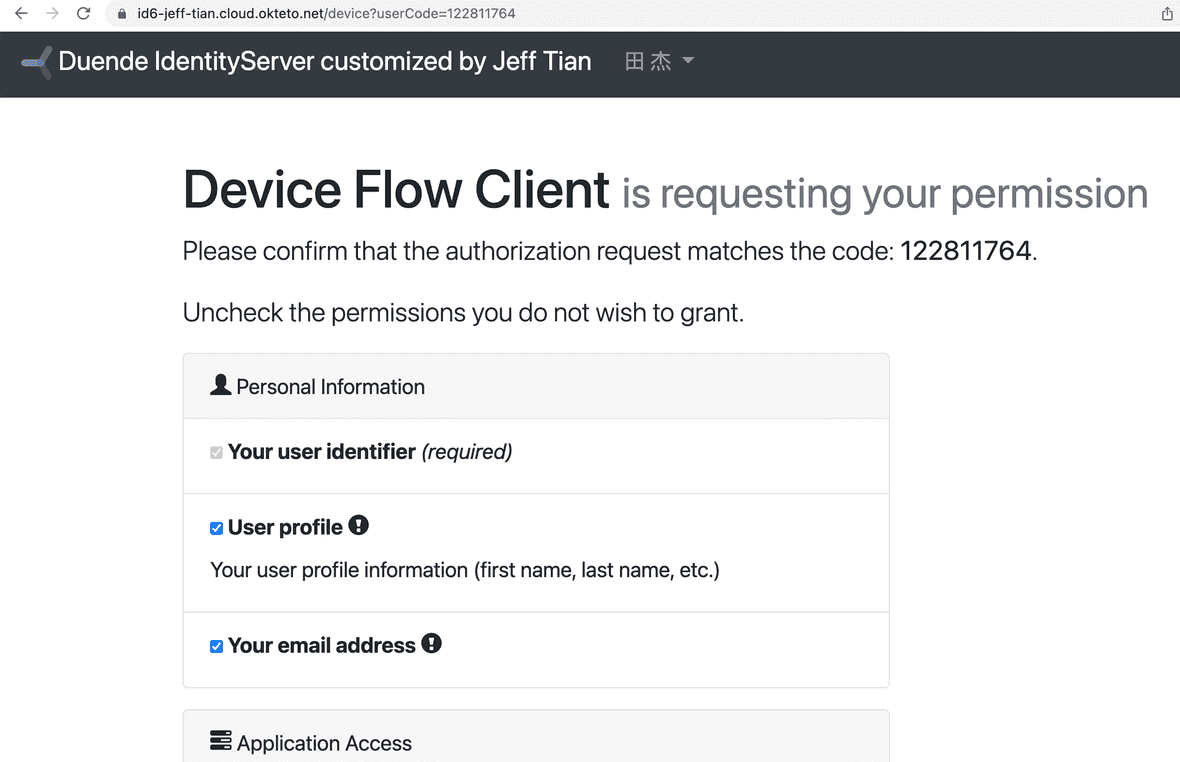 id6-jeff-tian.cloud.okteto.net/device?userCode=122811764
Duende IdentityServer customized by Jeff Tian 田 杰
Device Flow Client is requesting your permission
Please confirm that the authorization request matches the code: 122811764.
Uncheck the permissions you do not wish to grant.
Personal Information
Your user identifier (required)
User profile
Your user profile information (first name, last name, etc.)
Your email address
Application Access